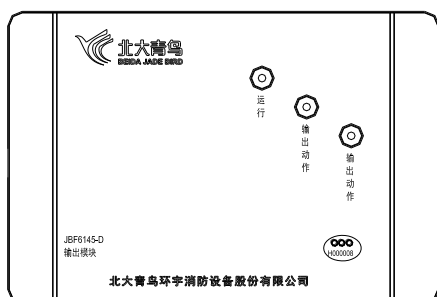 北大青鸟
BEIDA JADE BIRD
运行
输出动作
输出动作
JBF6145-D
输出模块
H000008
北大青鸟环宇消防设备股份有限公司